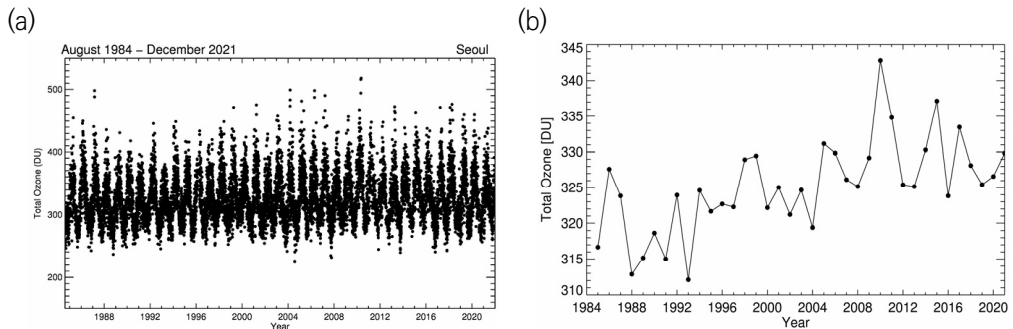 (a)
(b)
August 1984 – December 2021
Seoul
Total Ozone (DU)
500
400
300
200
1988 1992 1996 2000 2004 2008 2012 2016 2020
Year
Total Ozone [DU]
345
340
335
330
325
320
315
310
1984 1988 1992 1996 2000 2004 2008 2012 2016 2020
Year